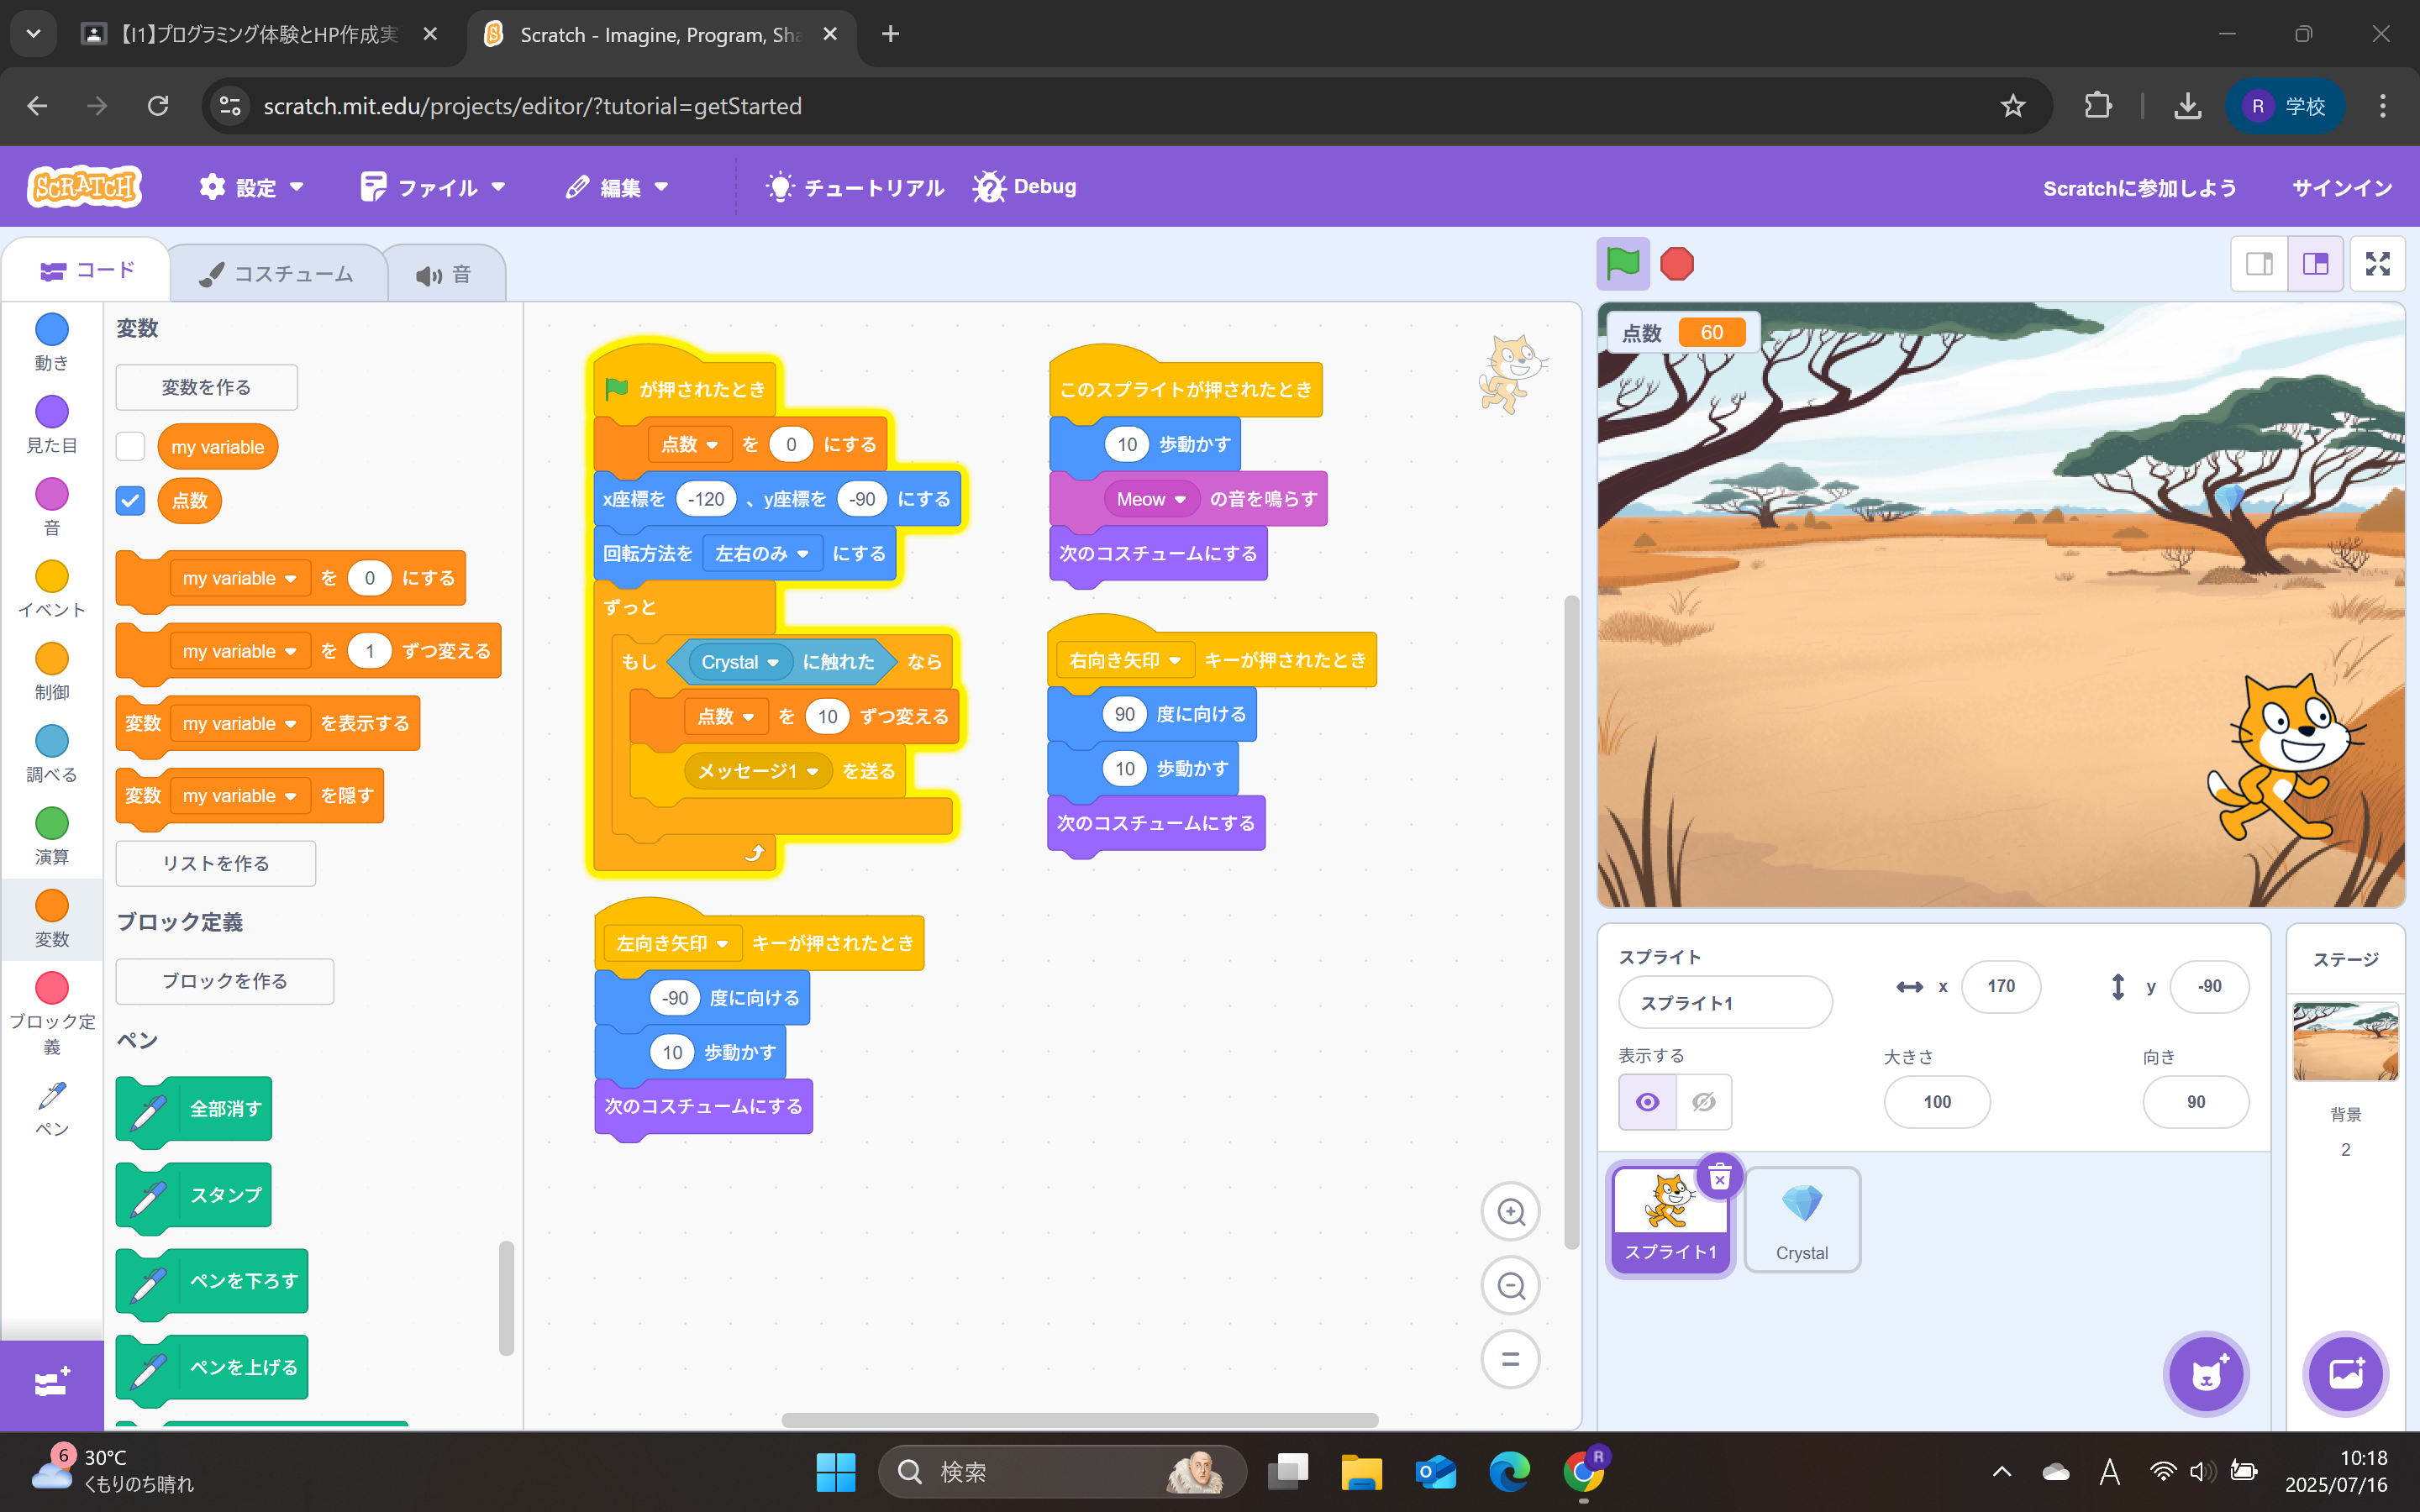 【I1】プログラミング体験とHP作成実
Scratch - Imagine, Program, Sha
scratch.mit.edu/projects/editor/?tutorial=getStarted
R 学校
SCRATCH
設定
ファイル
編集
チュートリアル
Debug
Scratchに参加しよう
サインイン
コード
コスチューム
音
動き
見た目
音
イベント
制御
調べる
演算
変数
ブロック定
義
ペン
変数
変数を作る
my variable
点数
my variable を 0 にする
my variable を 1 ずつ変える
変数 my variable を表示する
変数 my variable を隠す
リストを作る
ブロック定義
ブロックを作る
ペン
全部消す
スタンプ
ペンを下ろす
ペンを上げる
が押されたとき
点数 を 0 にする
x座標を -120 、y座標を -90 にする
回転方法を 左右のみ にする
ずっと
もし Crystal に触れた なら
点数 を 10 ずつ変える
メッセージ1 を送る
左向き矢印 キーが押されたとき
-90 度に向ける
10 歩動かす
次のコスチュームにする
このスプライトが押されたとき
10 歩動かす
Meow の音を鳴らす
次のコスチュームにする
右向き矢印 キーが押されたとき
90 度に向ける
10 歩動かす
次のコスチュームにする
点数 60
スプライト
スプライト1
x 170
y -90
表示する
大きさ
100
向き
90
スプライト1
Crystal
ステージ
背景
2
6
30°C
くもりのち晴れ
検索
R
A
10:18
2025/07/16